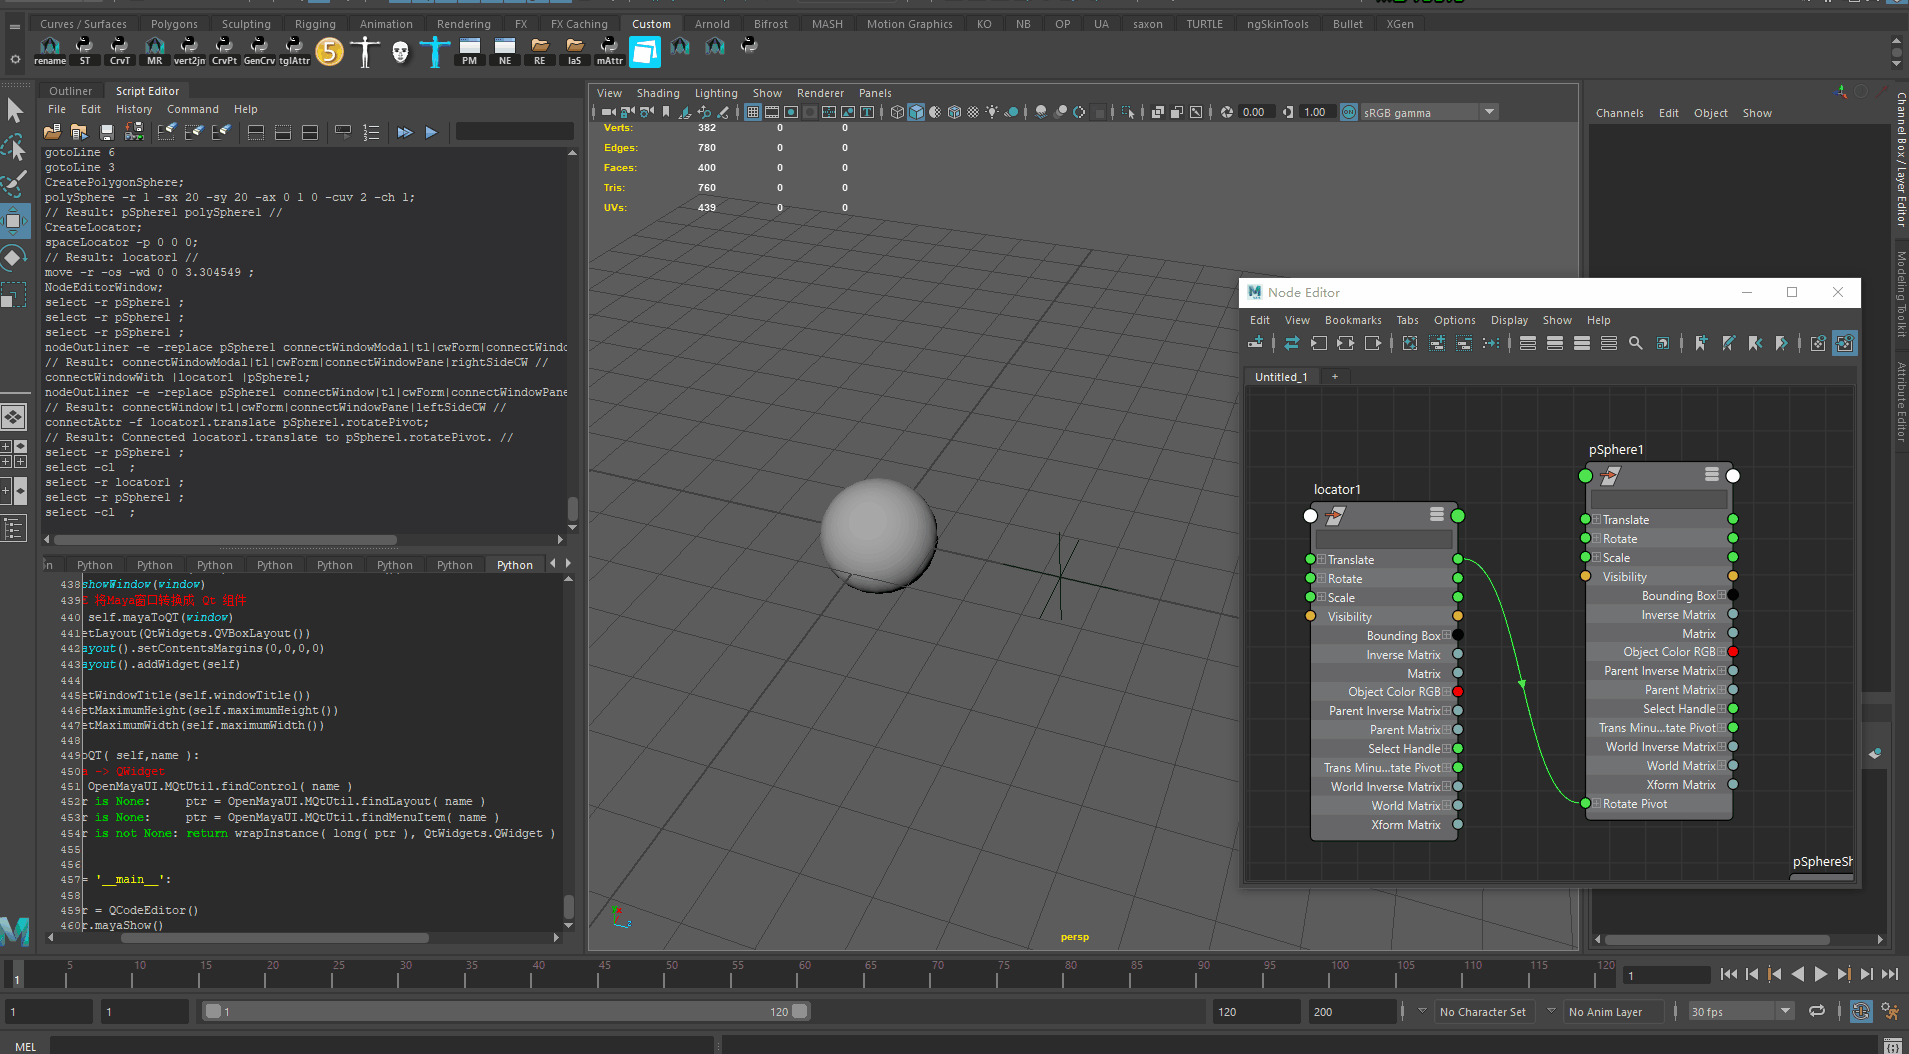 Curves / Surfaces Polygons Sculpting Rigging Animation Rendering FX FX Caching Custom Arnold Bifrost MASH Motion Graphics KO NB OP UA saxon TURTLE ngSkinTools Bullet XGen
rename ST CrvT MR vert2jn CrvPt GenCrv tglAttr 5 PM NE RE IaS mAttr
Outliner Script Editor
File Edit History Command Help
gotoLine 6
gotoLine 3
CreatePolygonSphere;
polySphere -r 1 -sx 20 -sy 20 -ax 0 1 0 -cuv 2 -ch 1;
// Result: pSphere1 polySphere1 //
CreateLocator;
spaceLocator -p 0 0 0;
// Result: locator1 //
move -r -os -wd 0 0 3.304549 ;
NodeEditorWindow;
select -r pSphere1 ;
select -r pSphere1 ;
select -r pSphere1 ;
nodeOutliner -e -replace pSphere1 connectWindowModal|tl|cwForm|connectWindo
// Result: connectWindowModal|tl|cwForm|connectWindowPane|rightSideCW //
connectWindowWith |locator1 |pSphere1;
nodeOutliner -e -replace pSphere1 connectWindow|tl|cwForm|connectWindowPane
// Result: connectWindow|tl|cwForm|connectWindowPane|leftSideCW //
connectAttr -f locator1.translate pSphere1.rotatePivot;
// Result: Connected locator1.translate to pSphere1.rotatePivot. //
select -r pSphere1 ;
select -cl  ;
select -r locator1 ;
select -r pSphere1 ;
select -cl  ;
n Python Python Python Python Python Python Python Python
438 showWindow(window)
439 E 将Maya窗口转换成 Qt 组件
440 self.mayaToQT(window)
441 etLayout(QtWidgets.QVBoxLayout())
442 ayout().setContentsMargins(0,0,0,0)
443 ayout().addWidget(self)
444
445 etWindowTitle(self.windowTitle())
446 etMaximumHeight(self.maximumHeight())
447 etMaximumWidth(self.maximumWidth())
448
449 oQT( self,name ):
450 a -> QWidget
451 OpenMayaUI.MQtUtil.findControl( name )
452 r is None: ptr = OpenMayaUI.MQtUtil.findLayout( name )
453 r is None: ptr = OpenMayaUI.MQtUtil.findMenuItem( name )
454 r is not None: return wrapInstance( long( ptr ), QtWidgets.QWidget )
455
456
457 = '__main__':
458
459 r = QCodeEditor()
460 r.mayaShow()
View Shading Lighting Show Renderer Panels
0.00 1.00 ON sRGB gamma
Verts: 382 0 0
Edges: 780 0 0
Faces: 400 0 0
Tris: 760 0 0
UVs: 439 0 0
persp
Channels Edit Object Show
Channel Box / Layer Editor
Modeling Toolkit
Attribute Editor
Node Editor
Edit View Bookmarks Tabs Options Display Show Help
Untitled_1 +
locator1
Translate
Rotate
Scale
Visibility
Bounding Box
Inverse Matrix
Matrix
Object Color RGB
Parent Inverse Matrix
Parent Matrix
Select Handle
Trans Minu...tate Pivot
World Inverse Matrix
World Matrix
Xform Matrix
pSphere1
Translate
Rotate
Scale
Visibility
Bounding Box
Inverse Matrix
Matrix
Object Color RGB
Parent Inverse Matrix
Parent Matrix
Select Handle
Trans Minu...tate Pivot
World Inverse Matrix
World Matrix
Xform Matrix
Rotate Pivot
pSphereSh
1 5 10 15 20 25 30 35 40 45 50 55 60 65 70 75 80 85 90 95 100 105 110 115 120 1
1 1 1 120 120 200 No Character Set No Anim Layer 30 fps
MEL